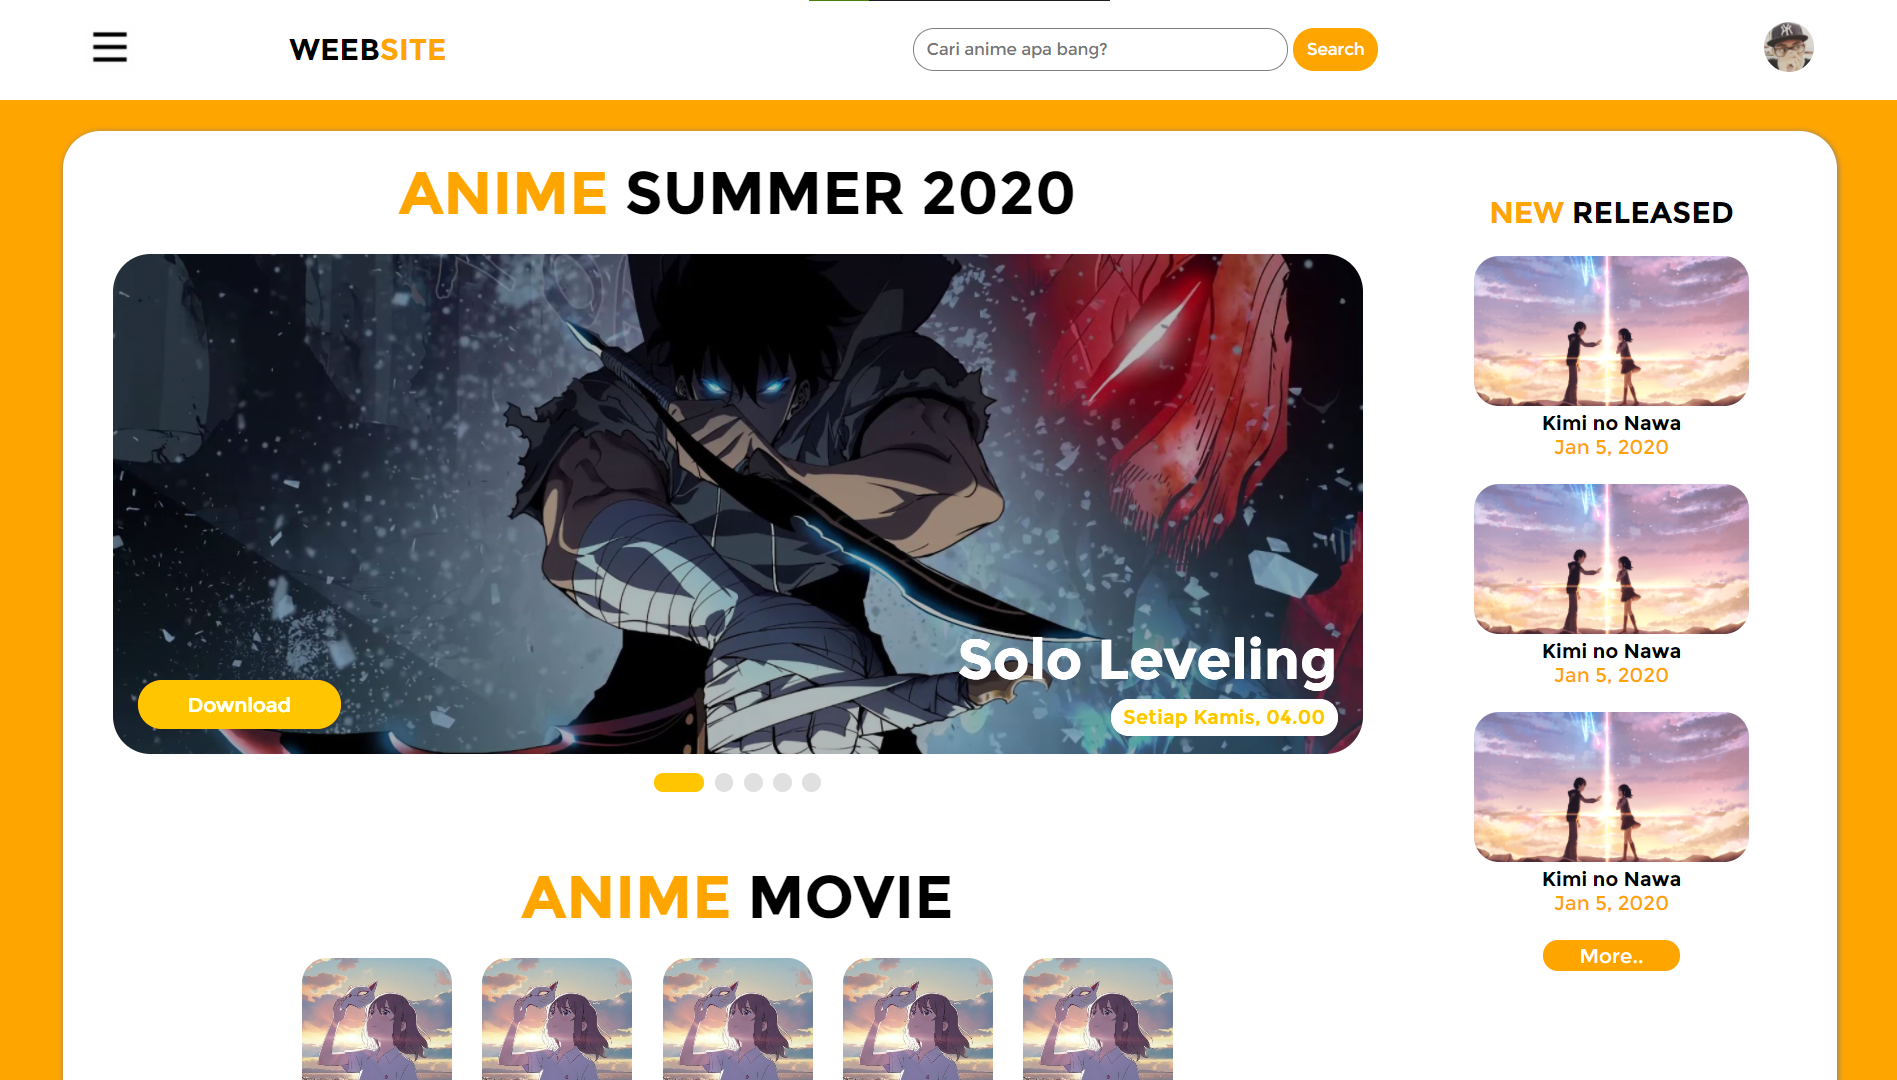 WEEBSITE
Cari anime apa bang?
Search
ANIME SUMMER 2020
Solo Leveling
Setiap Kamis, 04.00
Download
ANIME MOVIE
NEW RELEASED
Kimi no Nawa
Jan 5, 2020
Kimi no Nawa
Jan 5, 2020
Kimi no Nawa
Jan 5, 2020
More..